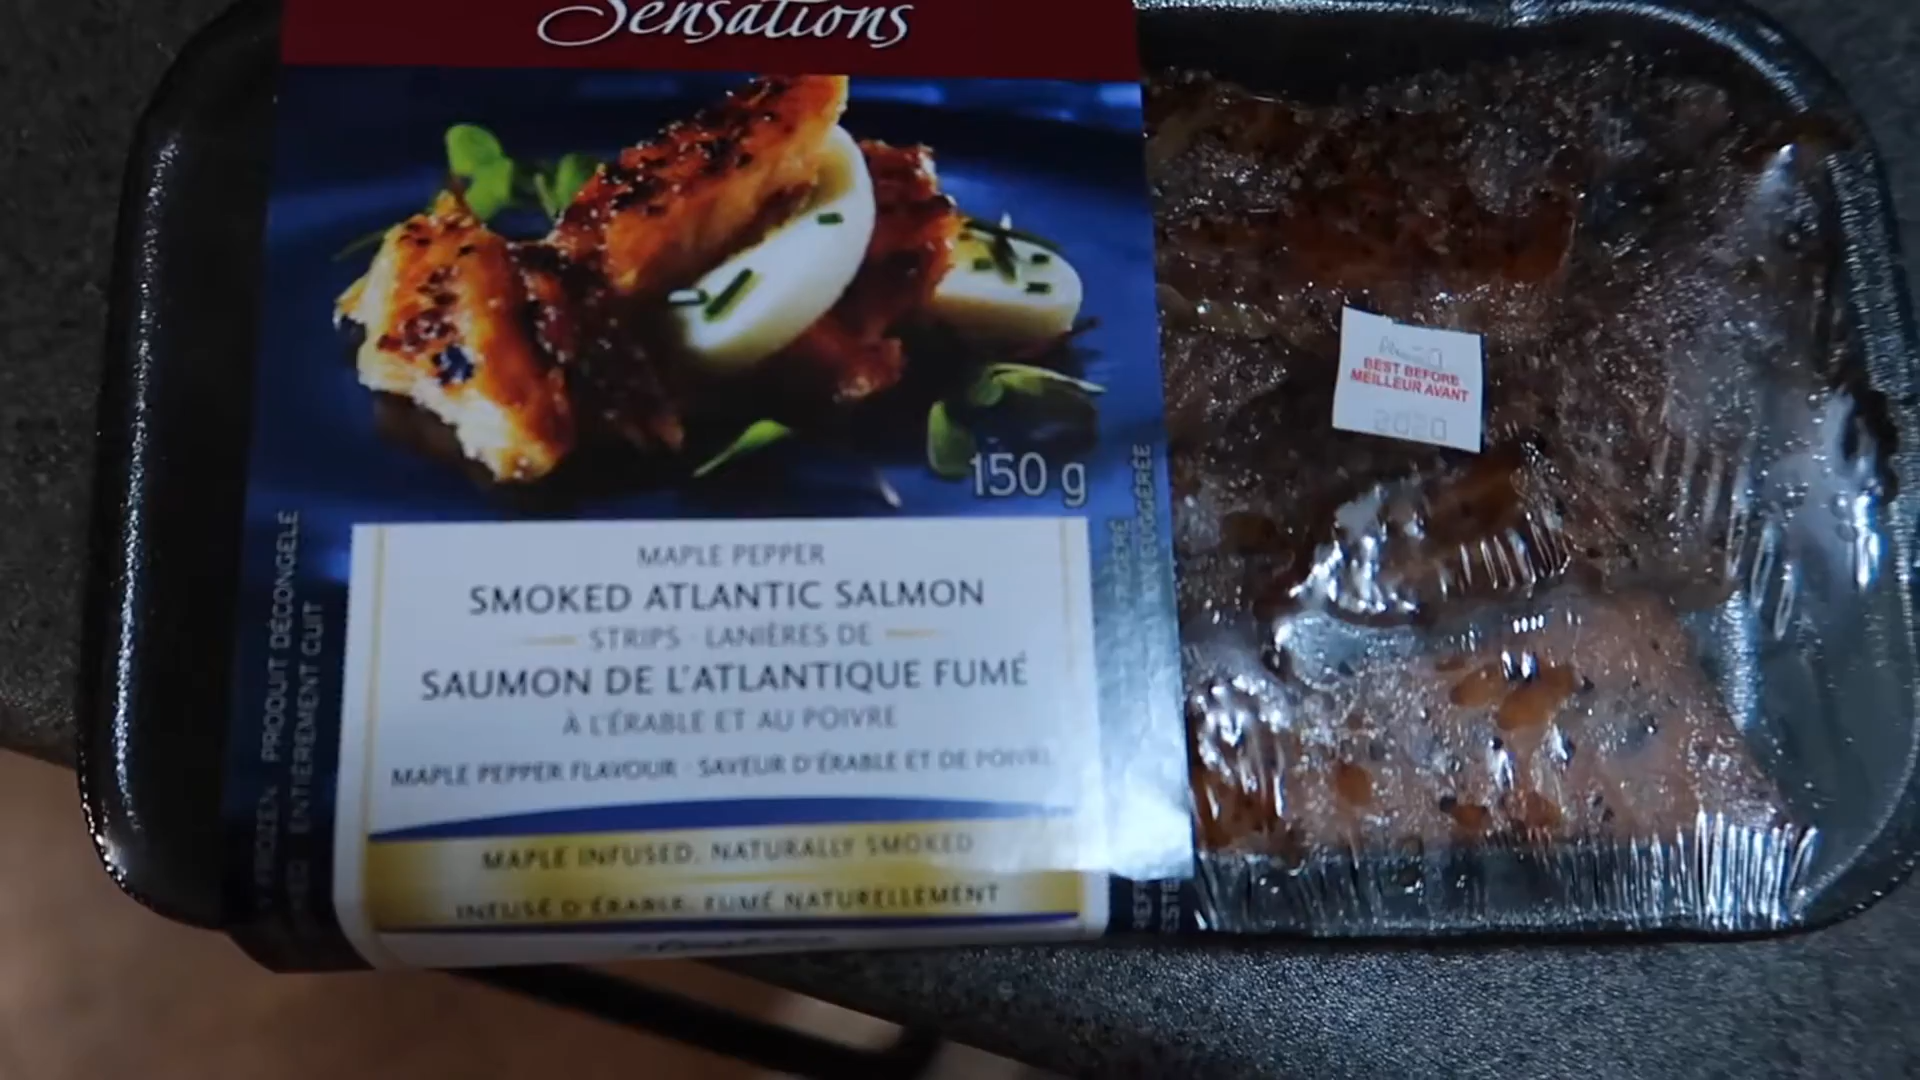 Sensations
150 g
MAPLE PEPPER
SMOKED ATLANTIC SALMON
STRIPS · LANIÈRES DE
SAUMON DE L'ATLANTIQUE FUMÉ
À L'ÉRABLE ET AU POIVRE
MAPLE PEPPER FLAVOUR · SAVEUR D'ÉRABLE ET DE POIVRE
MAPLE INFUSED, NATURALLY SMOKED
INFUSÉ D'ÉRABLE, FUMÉ NATURELLEMENT
PRODUIT DÉCONGELÉ
ENTIÈREMENT CUIT
SUGGÉRÉE
BEST BEFORE
MEILLEUR AVANT
2020